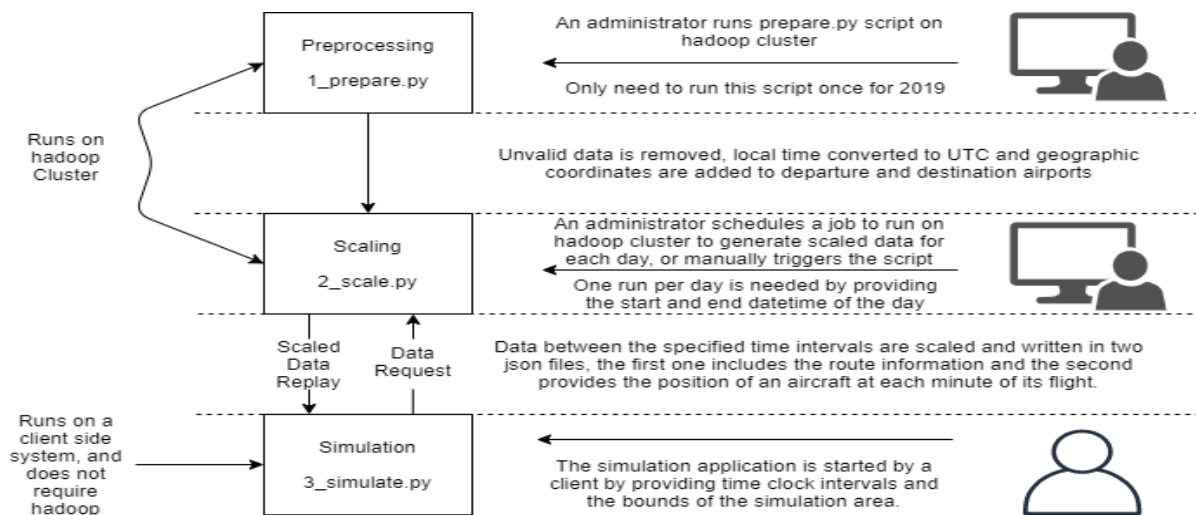 Preprocessing
1_prepare.py
An administrator runs prepare.py script on
hadoop cluster
Only need to run this script once for 2019
Runs on
hadoop
Cluster
Unvalid data is removed, local time converted to UTC and geographic
coordinates are added to departure and destination airports
Scaling
2_scale.py
An administrator schedules a job to run on
hadoop cluster to generate scaled data for
each day, or manually triggers the script
One run per day is needed by providing
the start and end datetime of the day
Scaled
Data
Replay
Data
Request
Data between the specified time intervals are scaled and written in two
json files, the first one includes the route information and the second
provides the position of an aircraft at each minute of its flight.
Runs on a
client side
system, and
does not
require
hadoop
Simulation
3_simulate.py
The simulation application is started by a
client by providing time clock intervals and
the bounds of the simulation area.